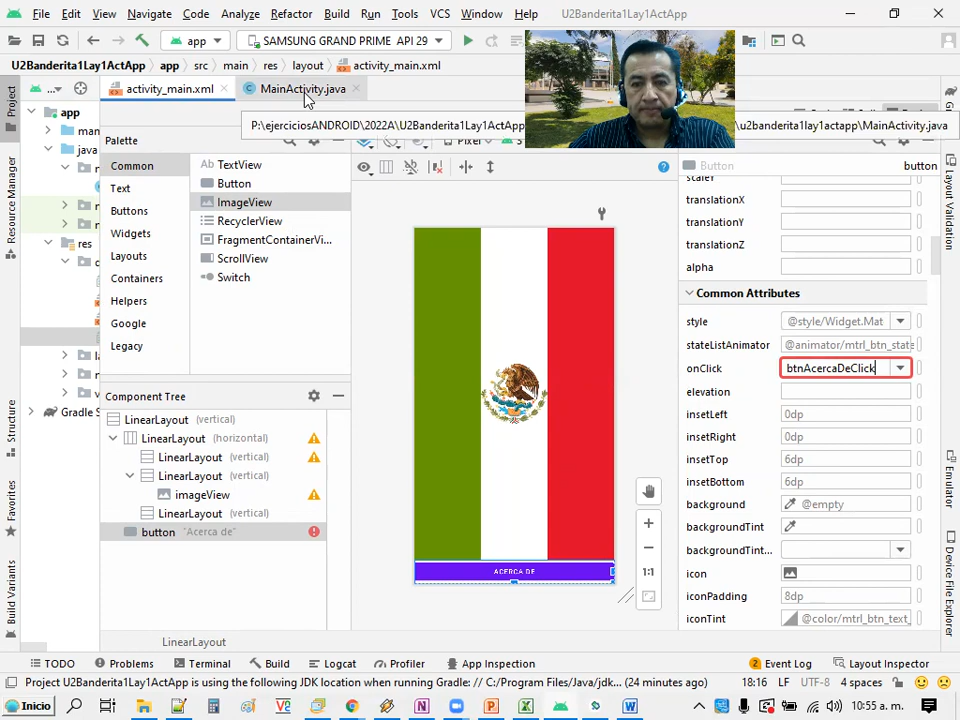 File Edit View Navigate Code Analyze Refactor Build Run Tools VCS Window Help U2Banderita1Lay1ActApp
app SAMSUNG GRAND PRIME API 29
U2Banderita1Lay1ActApp app src main res layout activity_main.xml
activity_main.xml MainActivity.java
P:\ejerciciosANDROID\2022A\U2Banderita1Lay1ActApp u2banderita1lay1actapp\MainActivity.java
Project
Resource Manager
Structure
Favorites
Build Variants
app
java
res
Gradle S
Palette
Common
Text
Buttons
Widgets
Layouts
Containers
Helpers
Google
Legacy
TextView
Button
ImageView
RecyclerView
FragmentContainerVi...
ScrollView
Switch
Component Tree
LinearLayout (vertical)
LinearLayout (horizontal)
LinearLayout (vertical)
LinearLayout (vertical)
imageView
LinearLayout (vertical)
button "Acerca de"
LinearLayout
Pixel
ACERCA DE
1:1
Button button
scaleY
translationX
translationY
translationZ
alpha
Common Attributes
style @style/Widget.Mat
stateListAnimator @animator/mtrl_btn_state
onClick btnAcercaDeClick
elevation
insetLeft 0dp
insetRight 0dp
insetTop 6dp
insetBottom 6dp
background @empty
backgroundTint
backgroundTint...
icon
iconPadding 8dp
iconTint @color/mtrl_btn_text_
Gradle
Layout Validation
Emulator
Device File Explorer
TODO Problems Terminal Build Logcat Profiler App Inspection Event Log Layout Inspector
Project U2Banderita1Lay1ActApp is using the following JDK location when running Gradle: // C:/Program Files/Java/jdk... (24 minutes ago) 18:16 LF UTF-8 4 spaces
Inicio 10:55 a. m.